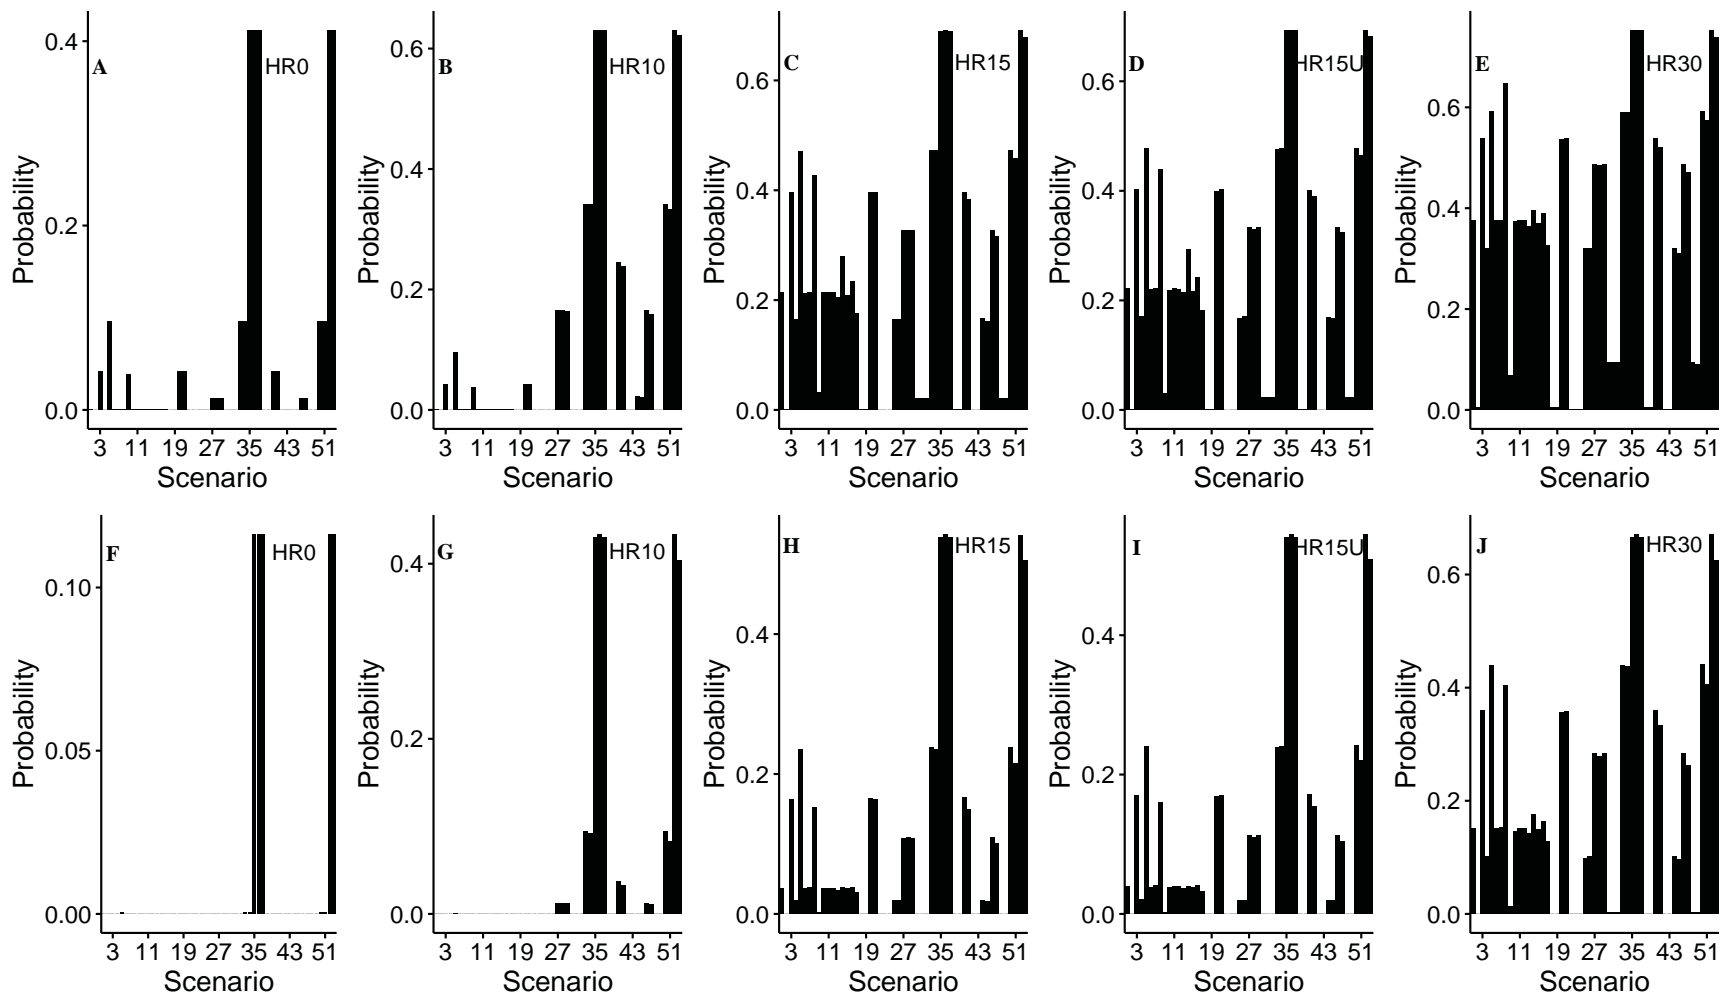 A
HR0
Probability
0.4
0.2
0.0
3 11 19 27 35 43 51
Scenario
B
HR10
Probability
0.6
0.4
0.2
0.0
3 11 19 27 35 43 51
Scenario
C
HR15
Probability
0.6
0.4
0.2
0.0
3 11 19 27 35 43 51
Scenario
D
HR15U
Probability
0.6
0.4
0.2
0.0
3 11 19 27 35 43 51
Scenario
E
HR30
Probability
0.6
0.4
0.2
0.0
3 11 19 27 35 43 51
Scenario
F
HR0
Probability
0.10
0.05
0.00
3 11 19 27 35 43 51
Scenario
G
HR10
Probability
0.4
0.2
0.0
3 11 19 27 35 43 51
Scenario
H
HR15
Probability
0.4
0.2
0.0
3 11 19 27 35 43 51
Scenario
I
HR15U
Probability
0.4
0.2
0.0
3 11 19 27 35 43 51
Scenario
J
HR30
Probability
0.6
0.4
0.2
0.0
3 11 19 27 35 43 51
Scenario